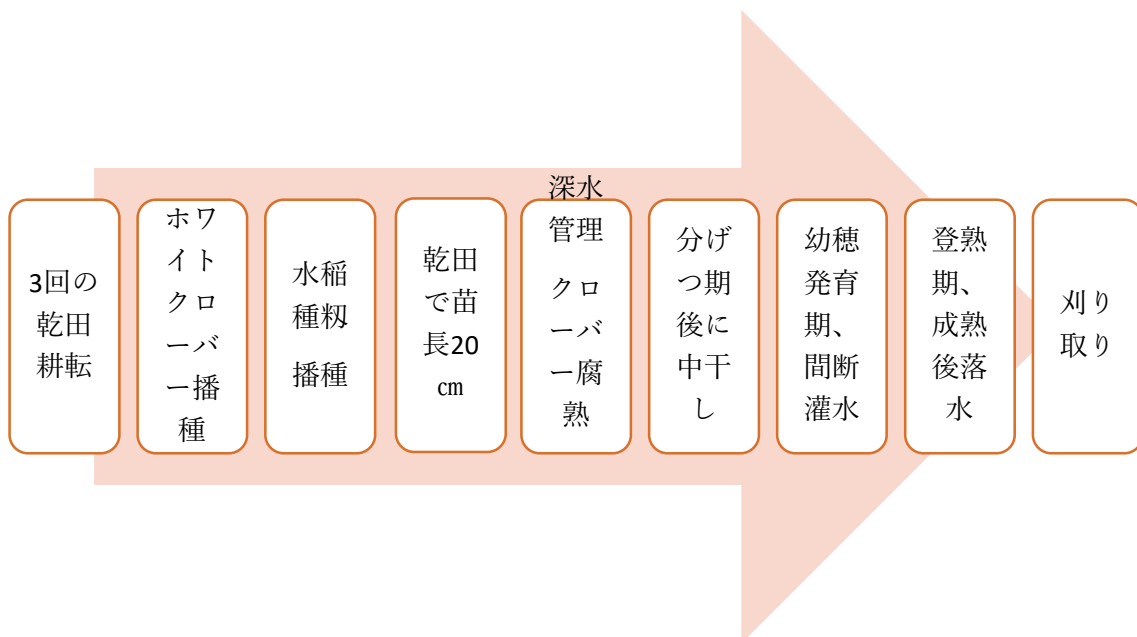 3回の
乾田
耕転
ホワ
イト
クロ
ーバ
ー播
種
水稲
種籾
播種
乾田
で苗
長20
㎝
深水
管理
クロ
ーバ
ー腐
熟
分げ
つ期
後に
中干
し
幼穂
発育
期、
間断
灌水
登熟
期、
成熟
後落
水
刈り
取り